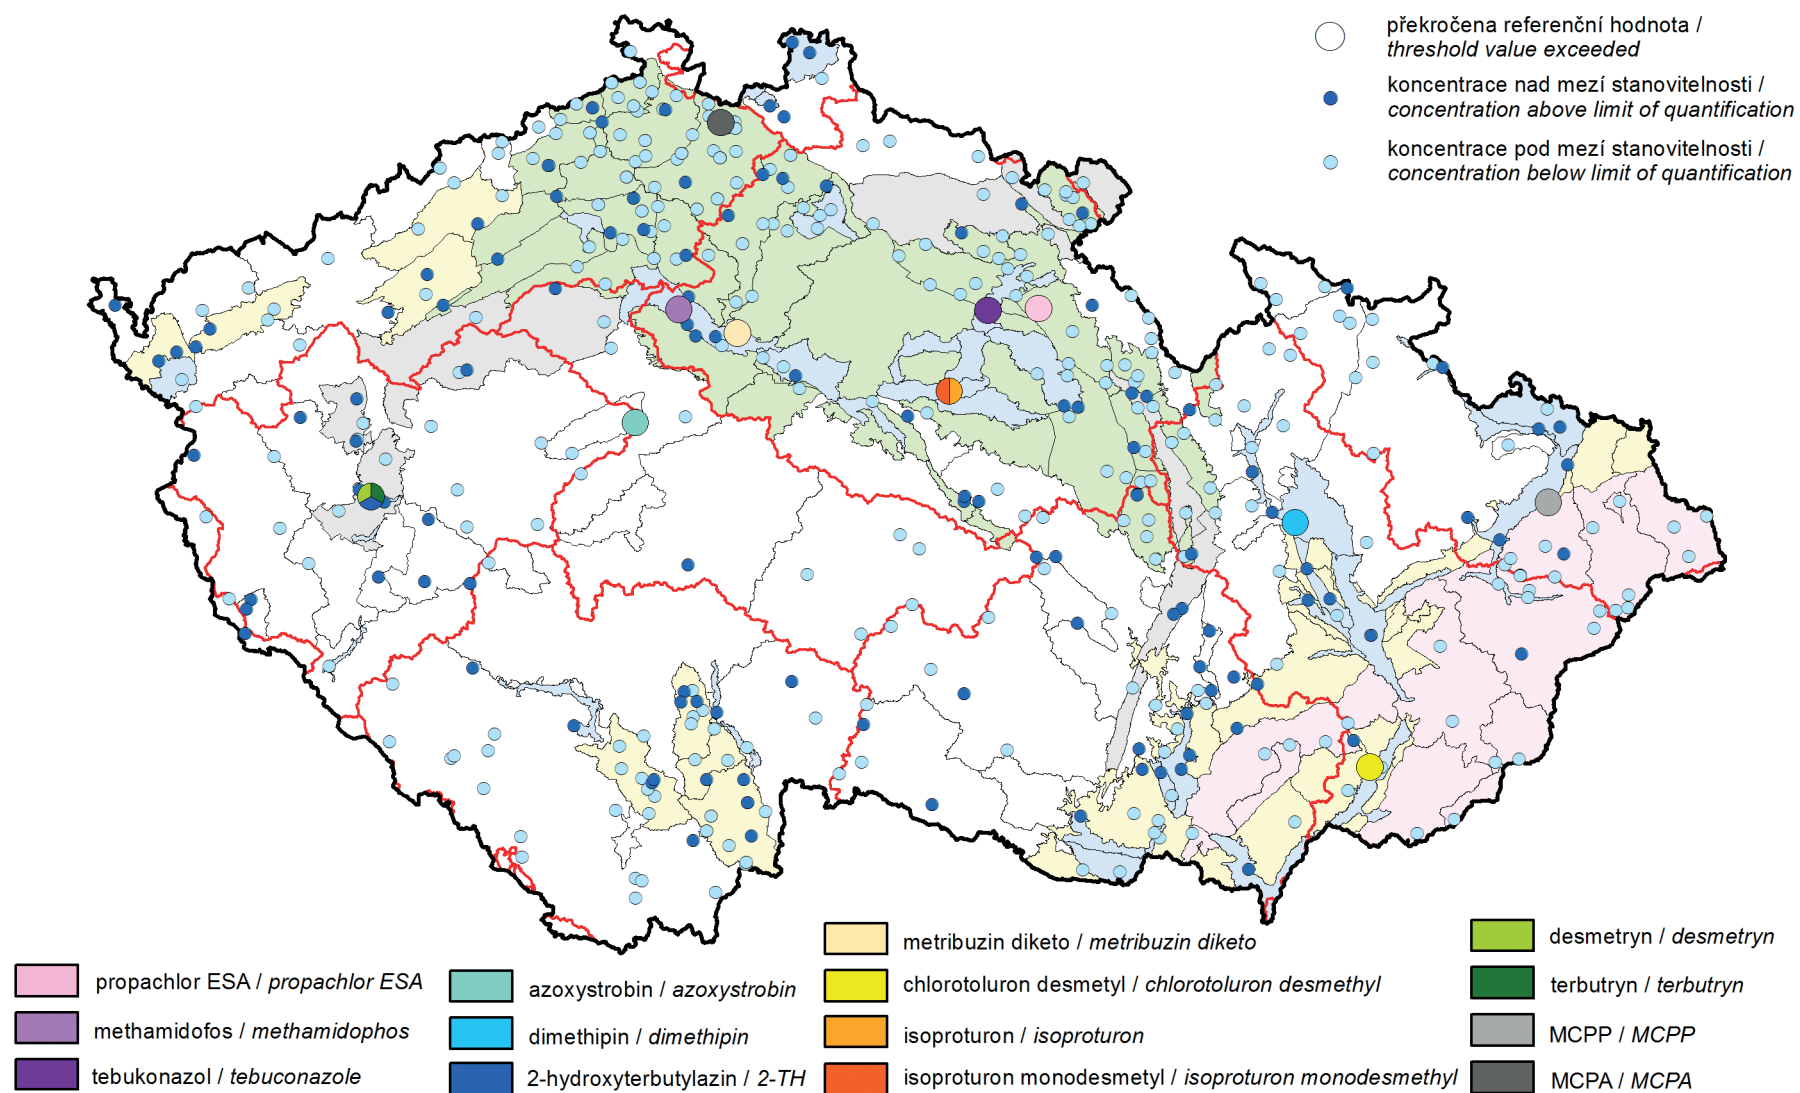 překročena referenční hodnota /
threshold value exceeded
koncentrace nad mezí stanovitelnosti /
concentration above limit of quantification
koncentrace pod mezí stanovitelnosti /
concentration below limit of quantification
propachlor ESA / propachlor ESA
methamidofos / methamidophos
tebukonazol / tebuconazole
azoxystrobin / azoxystrobin
dimethipin / dimethipin
2-hydroxyterbutylazin / 2-TH
metribuzin diketo / metribuzin diketo
chlorotoluron desmetyl / chlorotoluron desmethyl
isoproturon / isoproturon
isoproturon monodesmetyl / isoproturon monodesmethyl
desmetryn / desmetryn
terbutryn / terbutryn
MCPP / MCPP
MCPA / MCPA